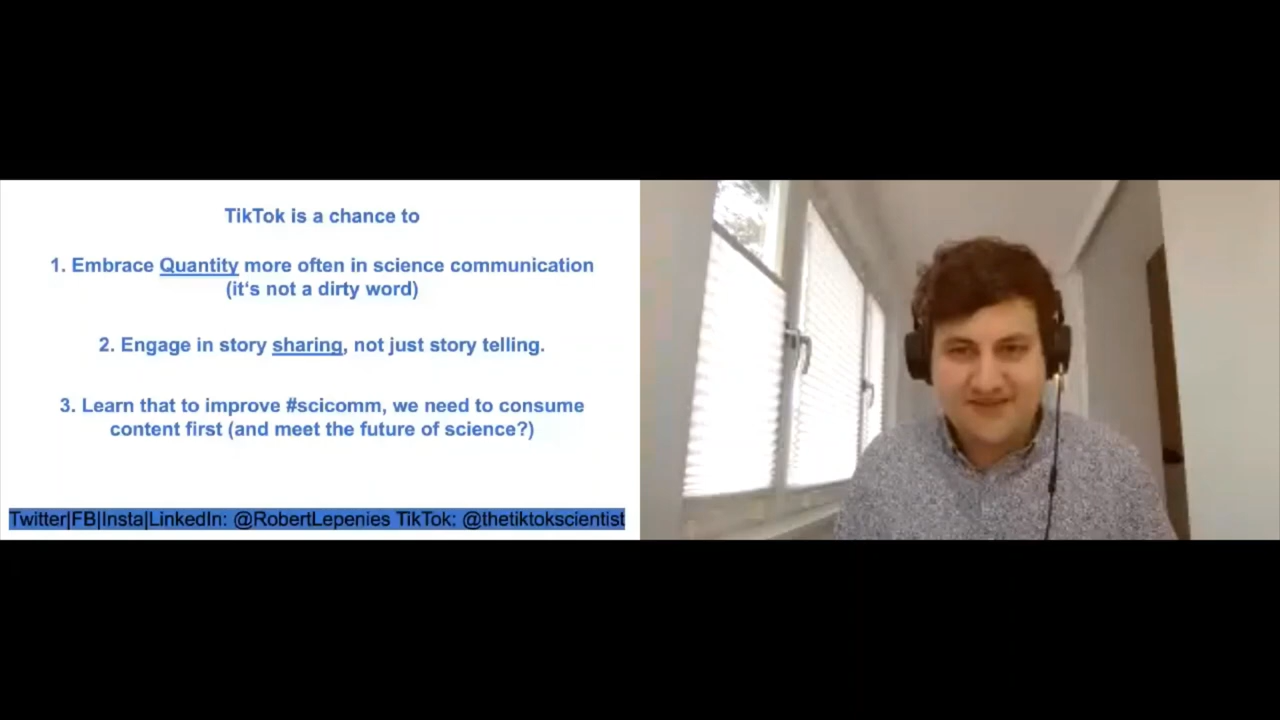 TikTok is a chance to
1. Embrace Quantity more often in science communication
(it‘s not a dirty word)
2. Engage in story sharing, not just story telling.
3. Learn that to improve #scicomm, we need to consume
content first (and meet the future of science?)
Twitter|FB|Insta|LinkedIn: @RobertLepenies TikTok: @thetiktokscientist